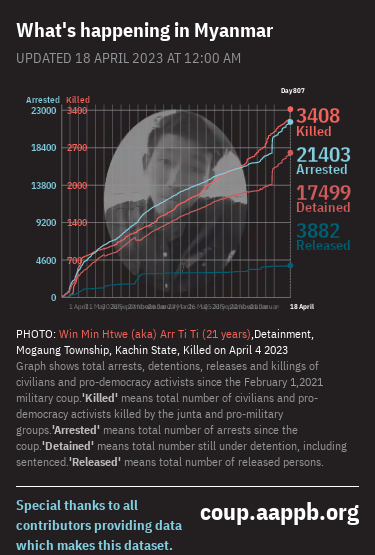 What's happening in Myanmar
UPDATED 18 APRIL 2023 AT 12:00 AM
Day807
Arrested Killed
23000 3400
18400 2700
13800 2000
9200 1400
4600 700
0
3408
Killed
21403
Arrested
17499
Detained
3882
Released
18 April
PHOTO: Win Min Htwe (aka) Arr Ti Ti (21 years),Detainment,
Mogaung Township, Kachin State, Killed on April 4 2023
Graph shows total arrests, detentions, releases and killings of
civilians and pro-democracy activists since the February 1,2021
military coup.'Killed' means total number of civilians and pro-
democracy activists killed by the junta and pro-military
groups.'Arrested' means total number of arrests since the
coup.'Detained' means total number still under detention, including
sentenced.'Released' means total number of released persons.
Special thanks to all
contributors providing data
which makes this dataset.
coup.aappb.org